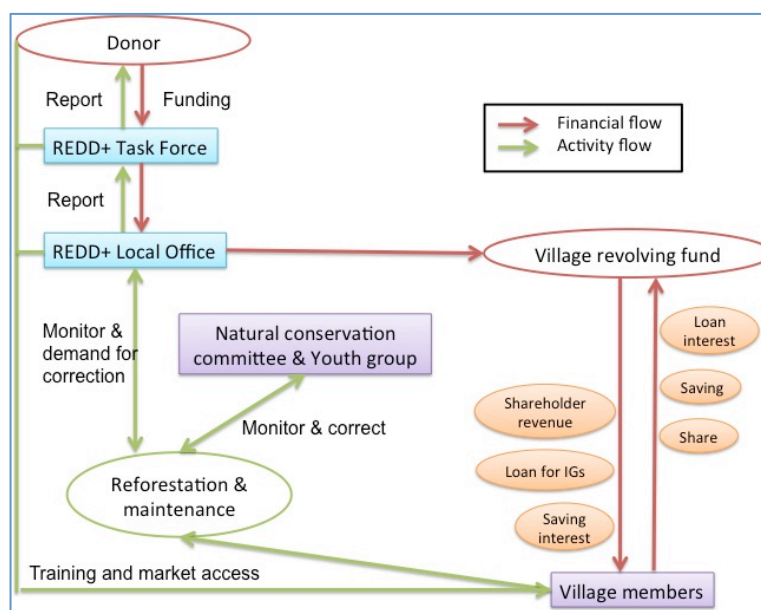 Donor
Report
Funding
Financial flow
Activity flow
REDD+ Task Force
Report
REDD+ Local Office
Village revolving fund
Monitor &
demand for
correction
Natural conservation
committee & Youth group
Loan
interest
Saving
Shareholder
revenue
Share
Monitor & correct
Loan for IGs
Reforestation &
maintenance
Saving
interest
Training and market access
Village members